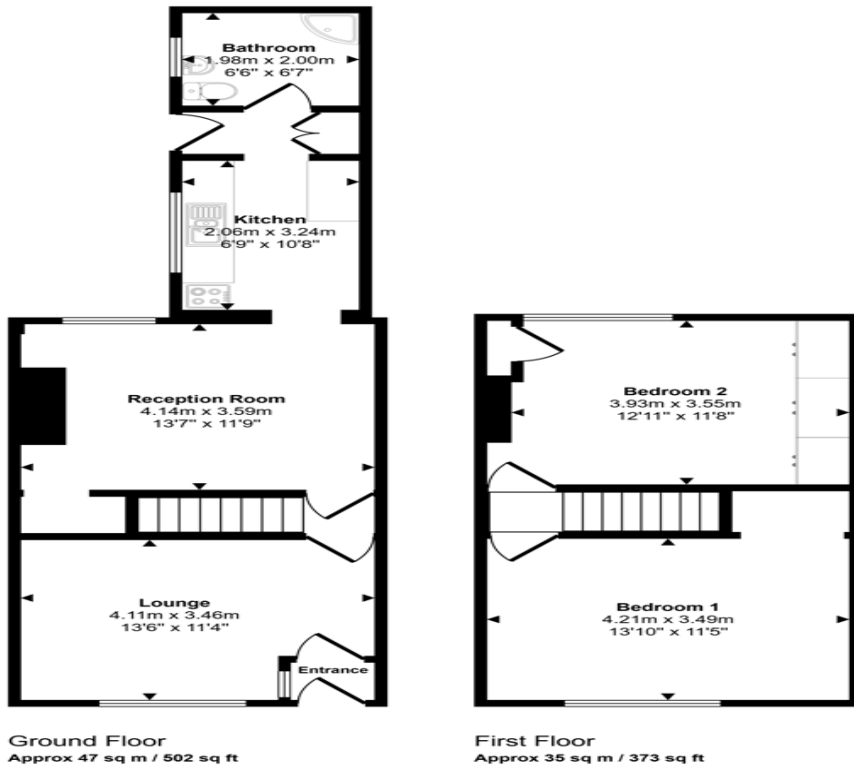 Bathroom
1.98m x 2.00m
6'6" x 6'7"
Kitchen
2.06m x 3.24m
6'9" x 10'8"
Reception Room
4.14m x 3.59m
13'7" x 11'9"
Lounge
4.11m x 3.46m
13'6" x 11'4"
Entrance
Ground Floor
Approx 47 sq m / 502 sq ft
Bedroom 2
3.93m x 3.55m
12'11" x 11'8"
Bedroom 1
4.21m x 3.49m
13'10" x 11'5"
First Floor
Approx 35 sq m / 373 sq ft